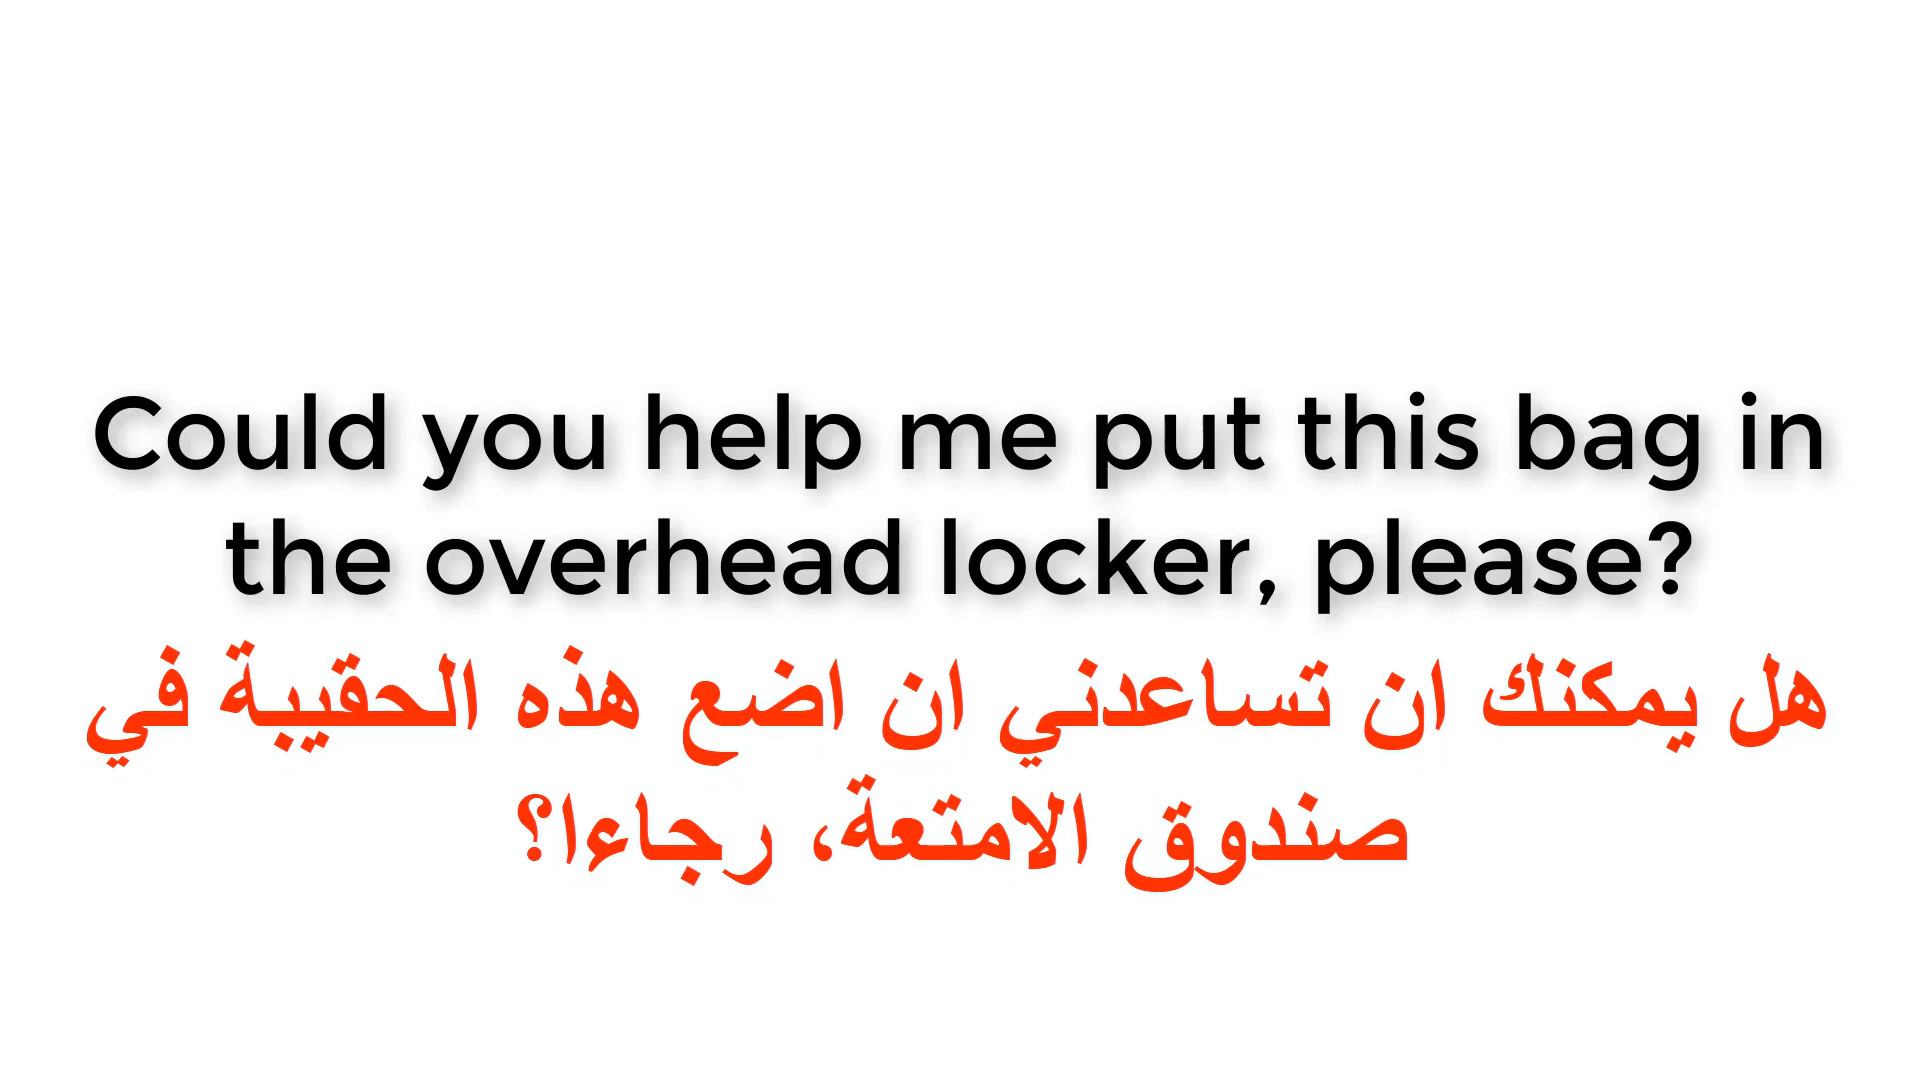 Could you help me put this bag in
the overhead locker, please?
هل يمكنك ان تساعدني ان اضع هذه الحقيبة في
صندوق الامتعة، رجاءا؟